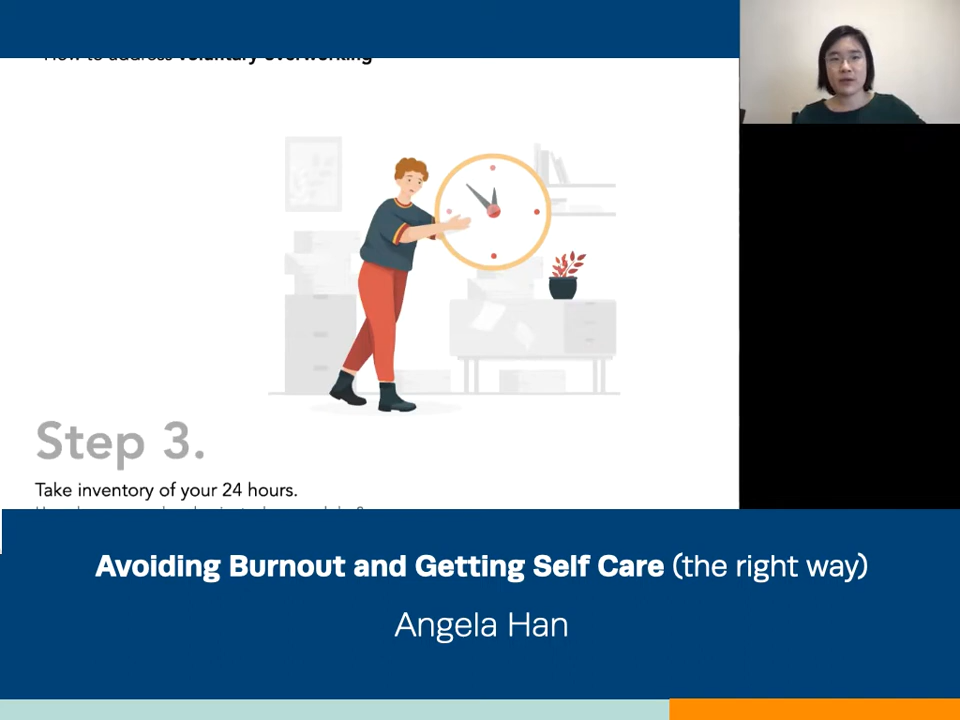 How to address voluntary overworking
Step 3.
Take inventory of your 24 hours.
Avoiding Burnout and Getting Self Care (the right way)
Angela Han